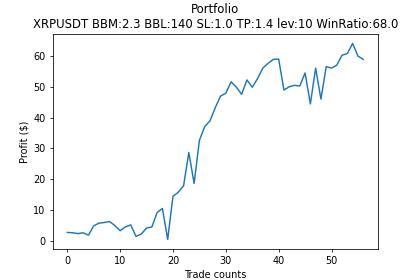 Portfolio
XRPUSDT BBM:2.3 BBL:140 SL:1.0 TP:1.4 lev:10 WinRatio:68.0
60
50
40
30
20
10
0
Profit ($)
0 10 20 30 40 50
Trade counts